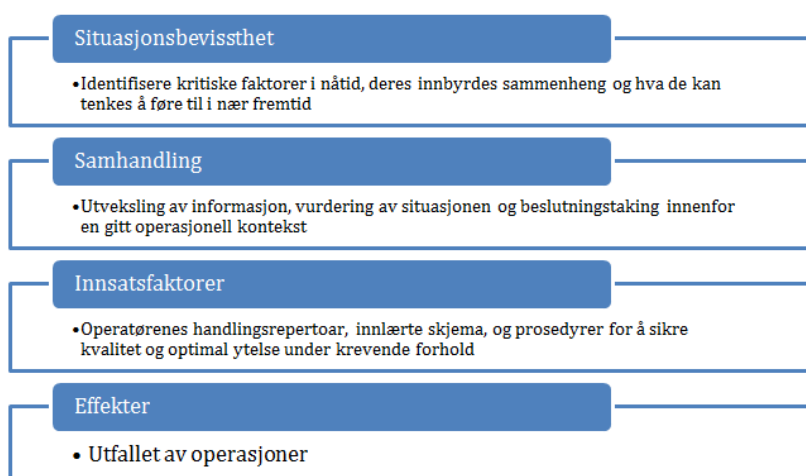 Situasjonsbevissthet
•Identifisere kritiske faktorer i nåtid, deres innbyrdes sammenheng og hva de kan
tenkes å føre til i nær fremtid
Samhandling
•Utveksling av informasjon, vurdering av situasjonen og beslutningstaking innenfor
en gitt operasjonell kontekst
Innsatsfaktorer
•Operatørenes handlingsrepertoar, innlærte skjema, og prosedyrer for å sikre
kvalitet og optimal ytelse under krevende forhold
Effekter
• Utfallet av operasjoner